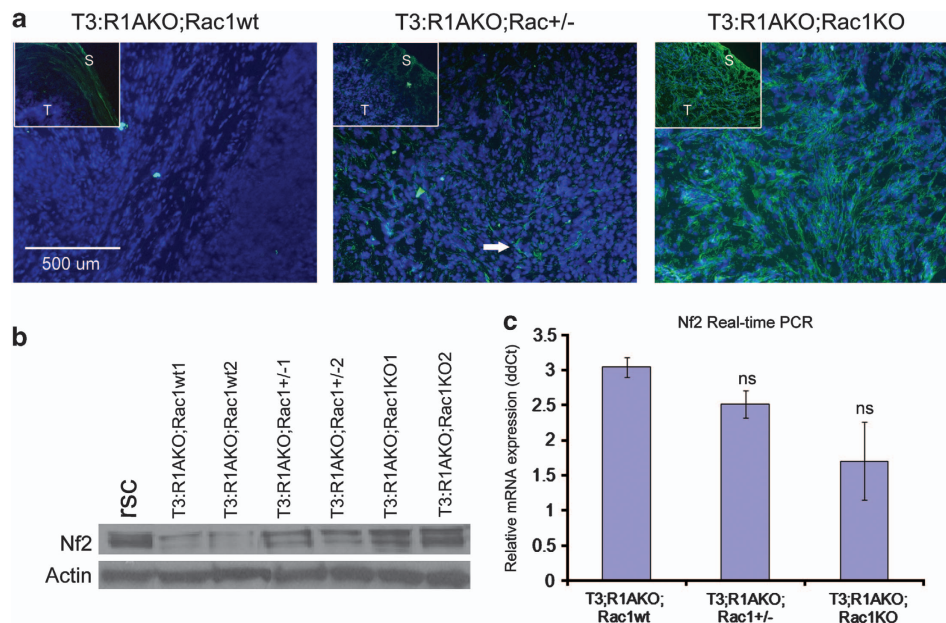 a
T3:R1AKO;Rac1wt
T3:R1AKO;Rac+/-
T3:R1AKO;Rac1KO
S
T
S
T
S
T
500 um
b
T3:R1AKO;Rac1wt1
T3:R1AKO;Rac1wt2
T3:R1AKO;Rac1+/-1
T3:R1AKO;Rac1+/-2
T3:R1AKO;Rac1KO1
T3:R1AKO;Rac1KO2
rsc
Nf2
Actin
c
Nf2 Real-time PCR
Relative mRNA expression (ddCt)
3.5
3
2.5
2
1.5
1
0.5
0
ns
ns
T3;R1AKO;
Rac1wt
T3;R1AKO;
Rac1+/-
T3;R1AKO;
Rac1KO